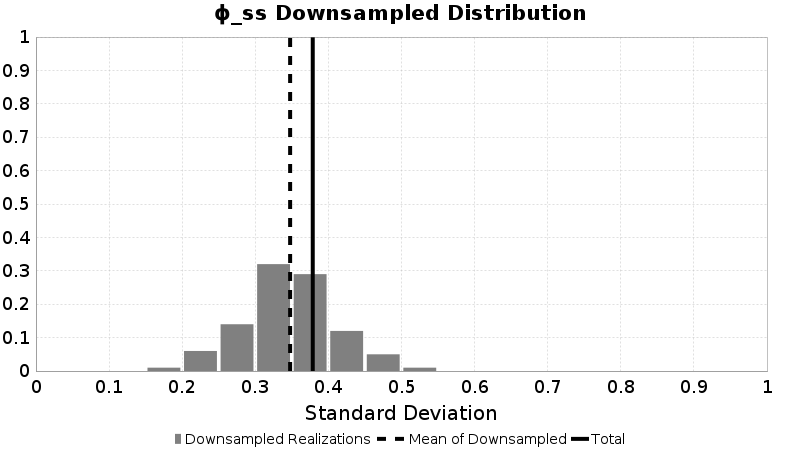 ϕ_ss Downsampled Distribution
1
0.9
0.8
0.7
0.6
0.5
0.4
0.3
0.2
0.1
0
0 0.1 0.2 0.3 0.4 0.5 0.6 0.7 0.8 0.9 1
Standard Deviation
Downsampled Realizations Mean of Downsampled Total